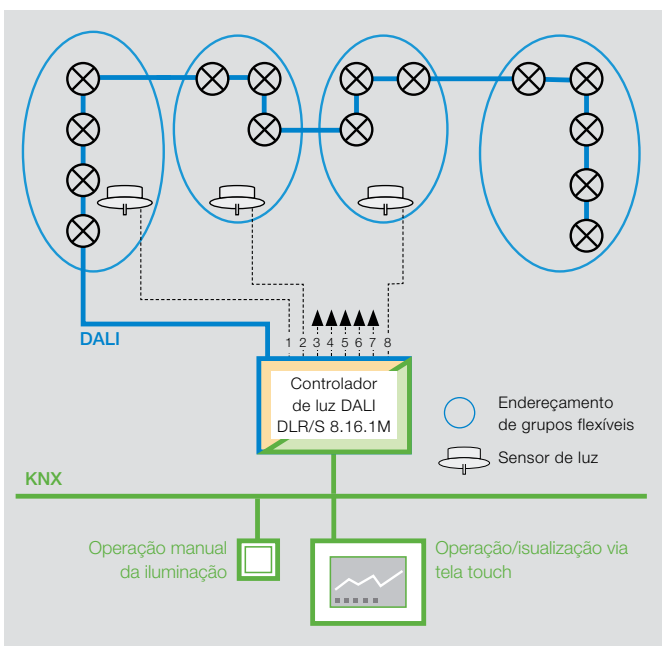 DALI
1 2 3 4 5 6 7 8
Controlador
de luz DALI
DLR/S 8.16.1M
Endereçamento
de grupos flexíveis
Sensor de luz
KNX
Operação manual
da iluminação
Operação/isualização via
tela touch